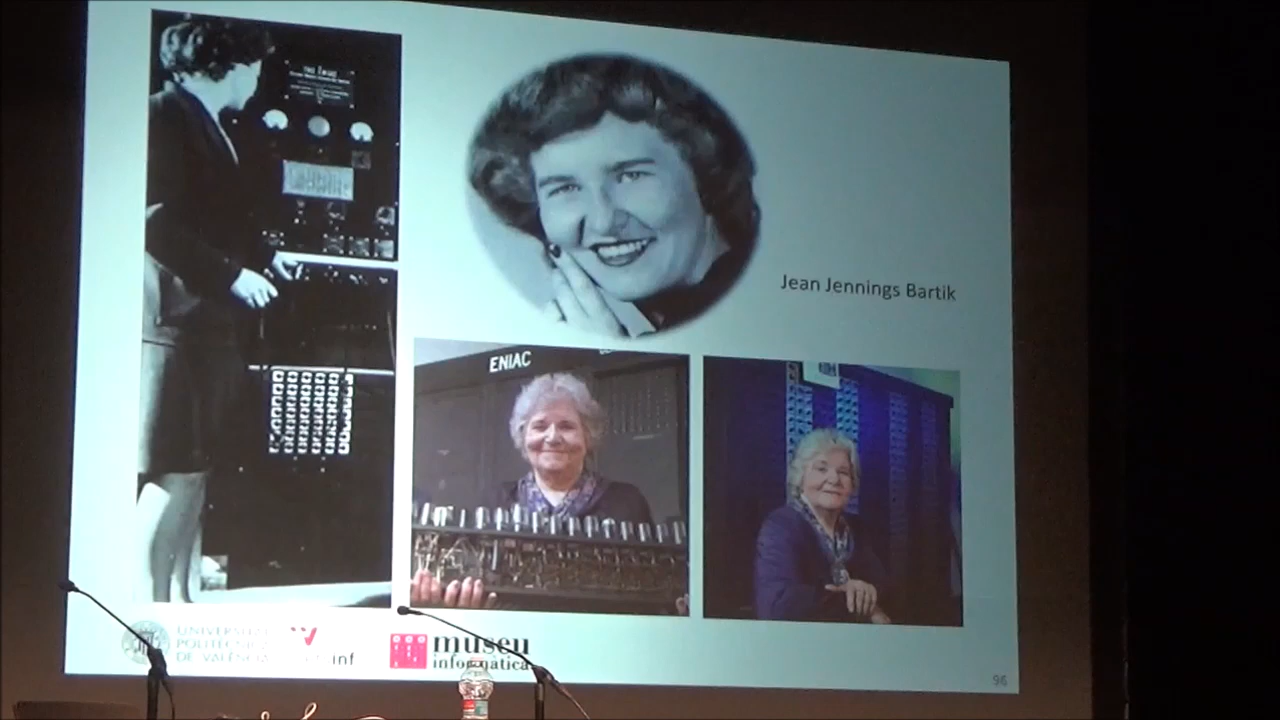 Jean Jennings Bartik
ENIAC
UNIVERSITAT
POLITÈCNICA
DE VALÈNCIA
inf
museu
informàtica
96